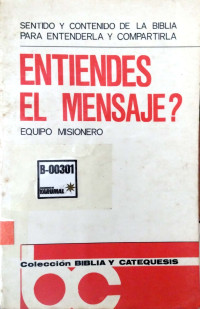 SENTIDO Y CONTENIDO DE LA BIBLIA
PARA ENTENDERLA Y COMPARTIRLA
ENTIENDES
EL MENSAJE?
EQUIPO MISIONERO
B-00301
Colección BIBLIA Y CATEQUESIS
bc